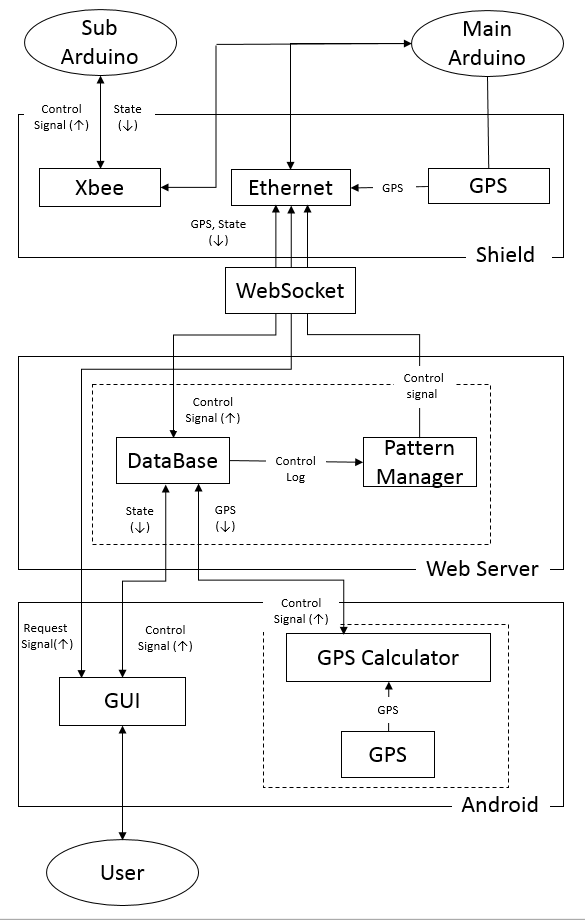 Sub
Arduino
Main
Arduino
Control
Signal (↑)
State
(↓)
Xbee
Ethernet
GPS
GPS
GPS, State
(↓)
Shield
WebSocket
Control
signal
Control
Signal (↑)
DataBase
Control
Log
Pattern
Manager
State
(↓)
GPS
(↓)
Web Server
Request
Signal(↑)
Control
Signal (↑)
Control
Signal (↑)
GPS Calculator
GUI
GPS
GPS
Android
User